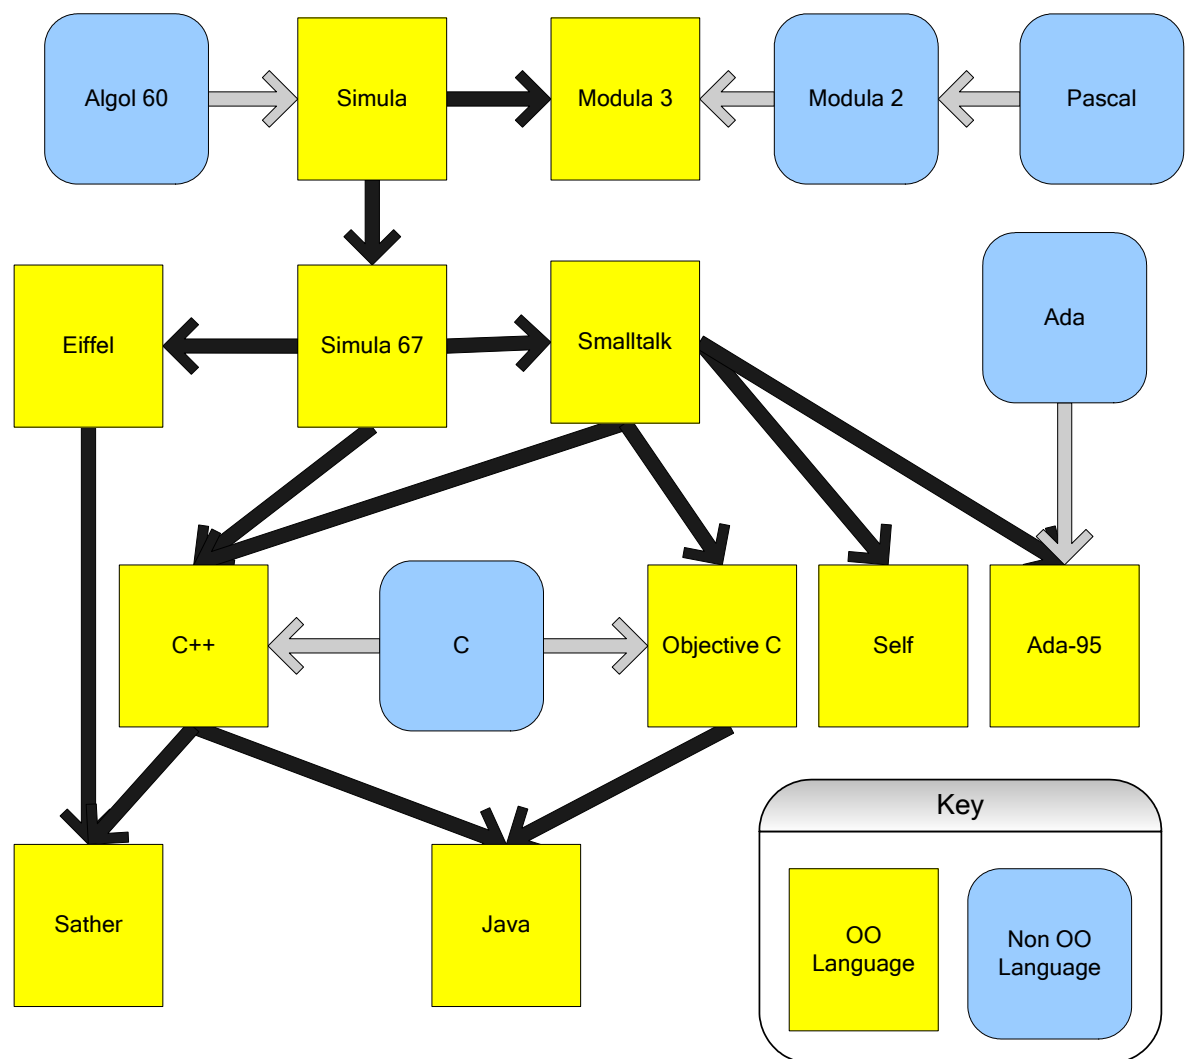 Algol 60
Simula
Modula 3
Modula 2
Pascal
Eiffel
Simula 67
Smalltalk
Ada
C++
C
Objective C
Self
Ada-95
Sather
Java
Key
OO
Language
Non OO
Language